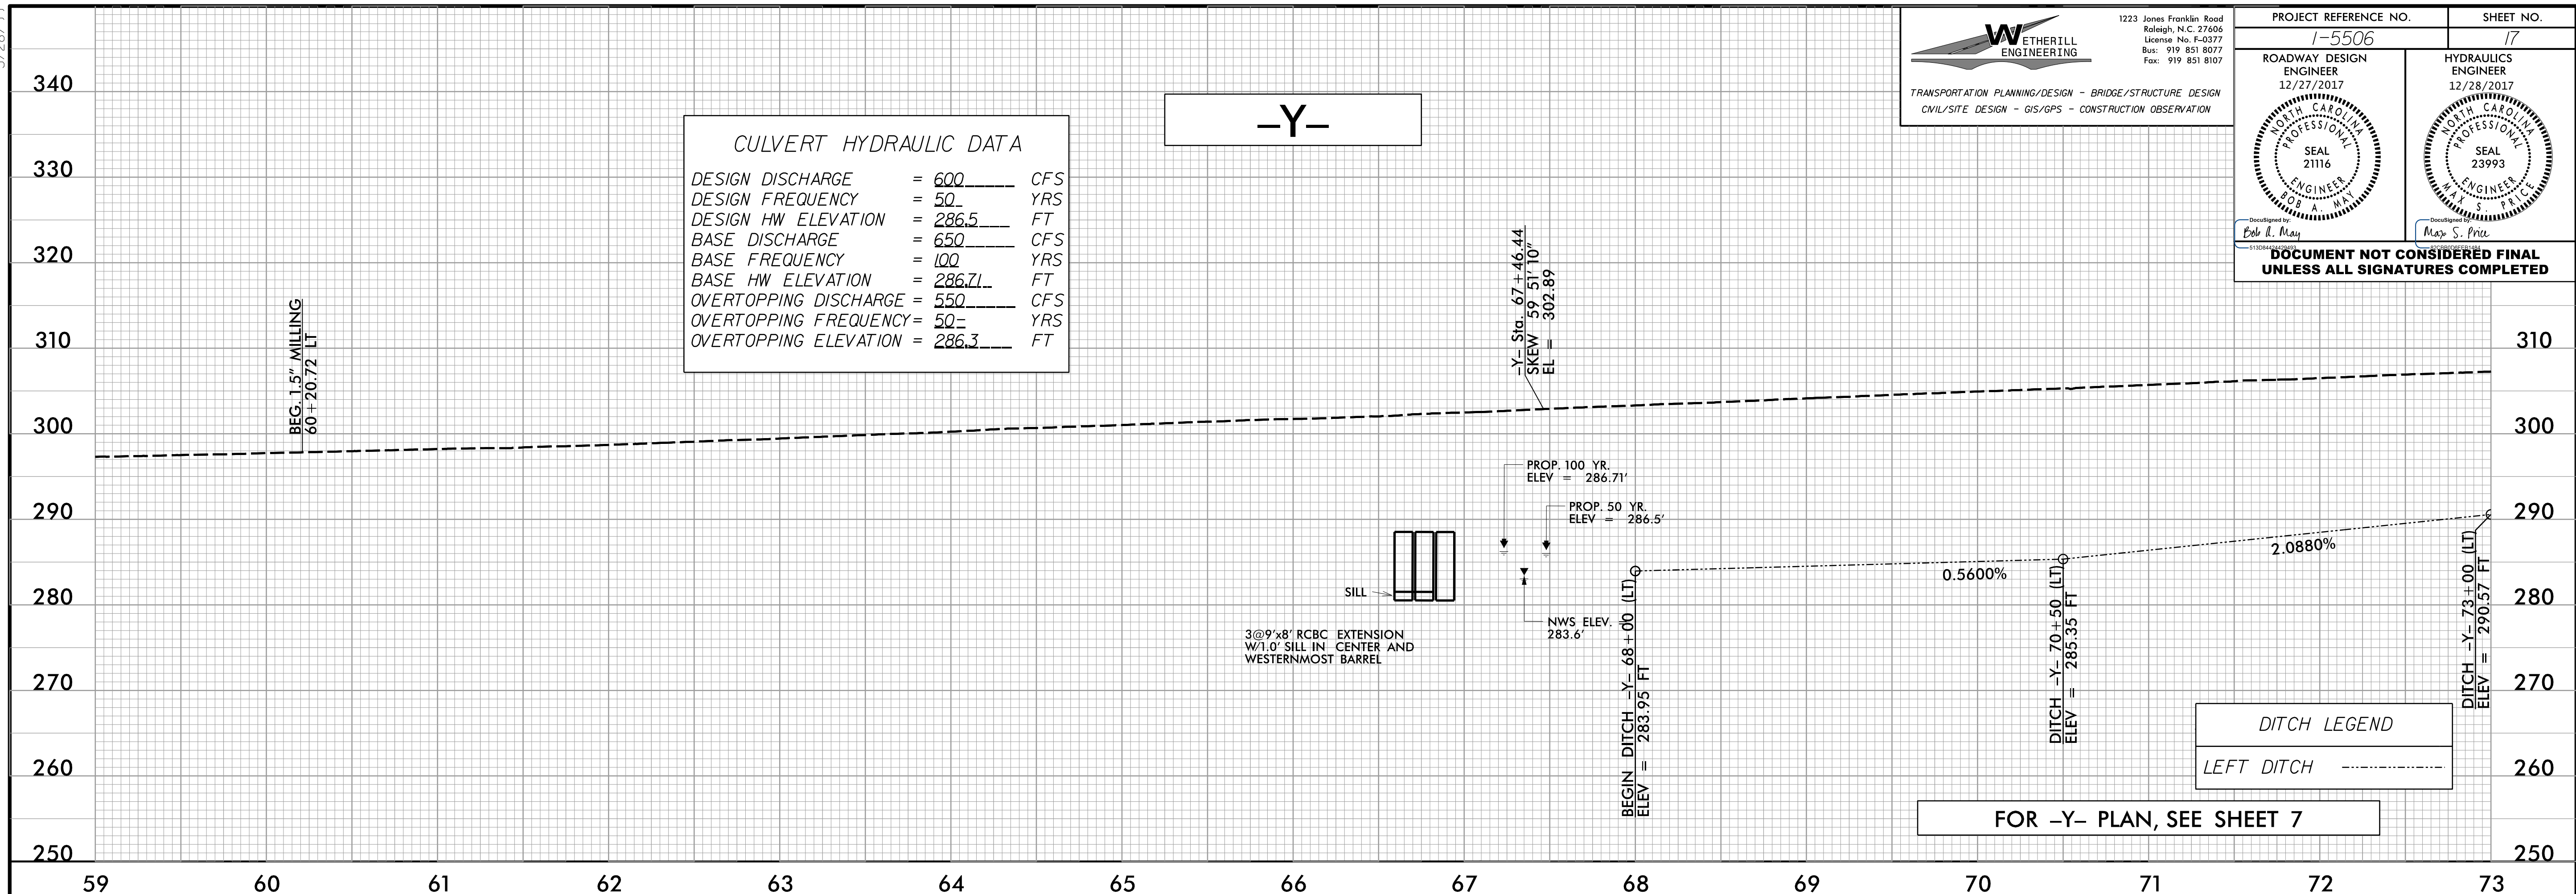 1223 Jones Franklin Road
Raleigh, N.C. 27606
License No. F-0377
Bus: 919 851 8077
Fax: 919 851 8107
WETHERILL
ENGINEERING
TRANSPORTATION PLANNING/DESIGN - BRIDGE/STRUCTURE DESIGN
CIVIL/SITE DESIGN - GIS/GPS - CONSTRUCTION OBSERVATION
PROJECT REFERENCE NO.
I-5506
SHEET NO.
17
ROADWAY DESIGN
ENGINEER
12/27/2017
NORTH CAROLINA
PROFESSIONAL
SEAL
21116
ENGINEER
BOB A. MAY
DocuSigned by:
Bob A. May
513D84424429493
HYDRAULICS
ENGINEER
12/28/2017
NORTH CAROLINA
PROFESSIONAL
SEAL
23993
ENGINEER
MAX S. PRICE
DocuSigned by:
Max S. Price
DOCUMENT NOT CONSIDERED FINAL
UNLESS ALL SIGNATURES COMPLETED
–Y–
CULVERT HYDRAULIC DATA
DESIGN DISCHARGE = 600 CFS
DESIGN FREQUENCY = 50 YRS
DESIGN HW ELEVATION = 286.5 FT
BASE DISCHARGE = 650 CFS
BASE FREQUENCY = 100 YRS
BASE HW ELEVATION = 286.71 FT
OVERTOPPING DISCHARGE = 550 CFS
OVERTOPPING FREQUENCY = 50- YRS
OVERTOPPING ELEVATION = 286.3 FT
340
330
320
310
300
290
280
270
260
250
BEG. 1.5" MILLING
60+20.72 LT
-Y- Sta. 67+46.44
SKEW 59 51' 10"
EL = 302.89
PROP. 100 YR.
ELEV = 286.71'
PROP. 50 YR.
ELEV = 286.5'
SILL
NWS ELEV. =
283.6'
3@9'x8' RCBC EXTENSION
W/1.0' SILL IN CENTER AND
WESTERNMOST BARREL
BEGIN DITCH -Y- 68+00 (LT)
ELEV = 283.95 FT
0.5600%
DITCH -Y- 70+50 (LT)
ELEV = 285.35 FT
2.0880%
DITCH -Y- 73+00 (LT)
ELEV = 290.57 FT
310
300
290
280
270
260
250
DITCH LEGEND
LEFT DITCH
FOR –Y– PLAN, SEE SHEET 7
59 60 61 62 63 64 65 66 67 68 69 70 71 72 73